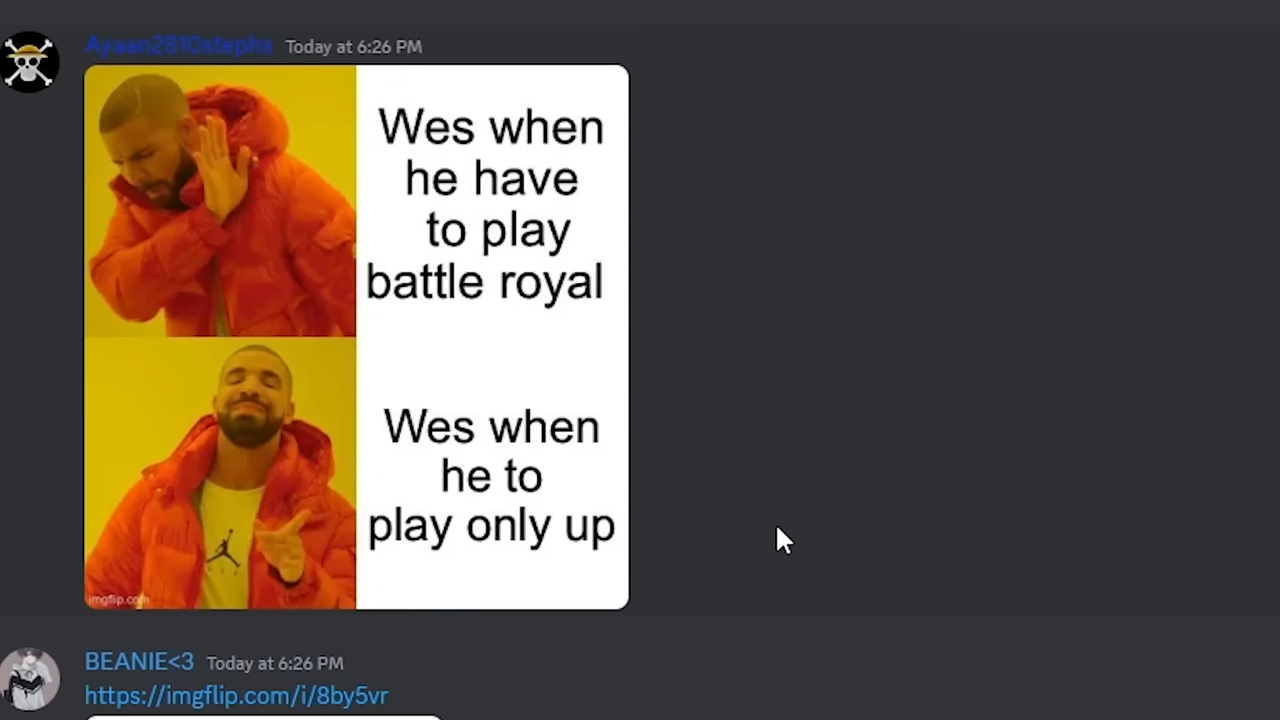 Ayaan2810stephs Today at 6:26 PM
Wes when
he have
to play
battle royal
Wes when
he to
play only up
imgflip.com
BEANIE<3 Today at 6:26 PM
https://imgflip.com/i/8by5vr